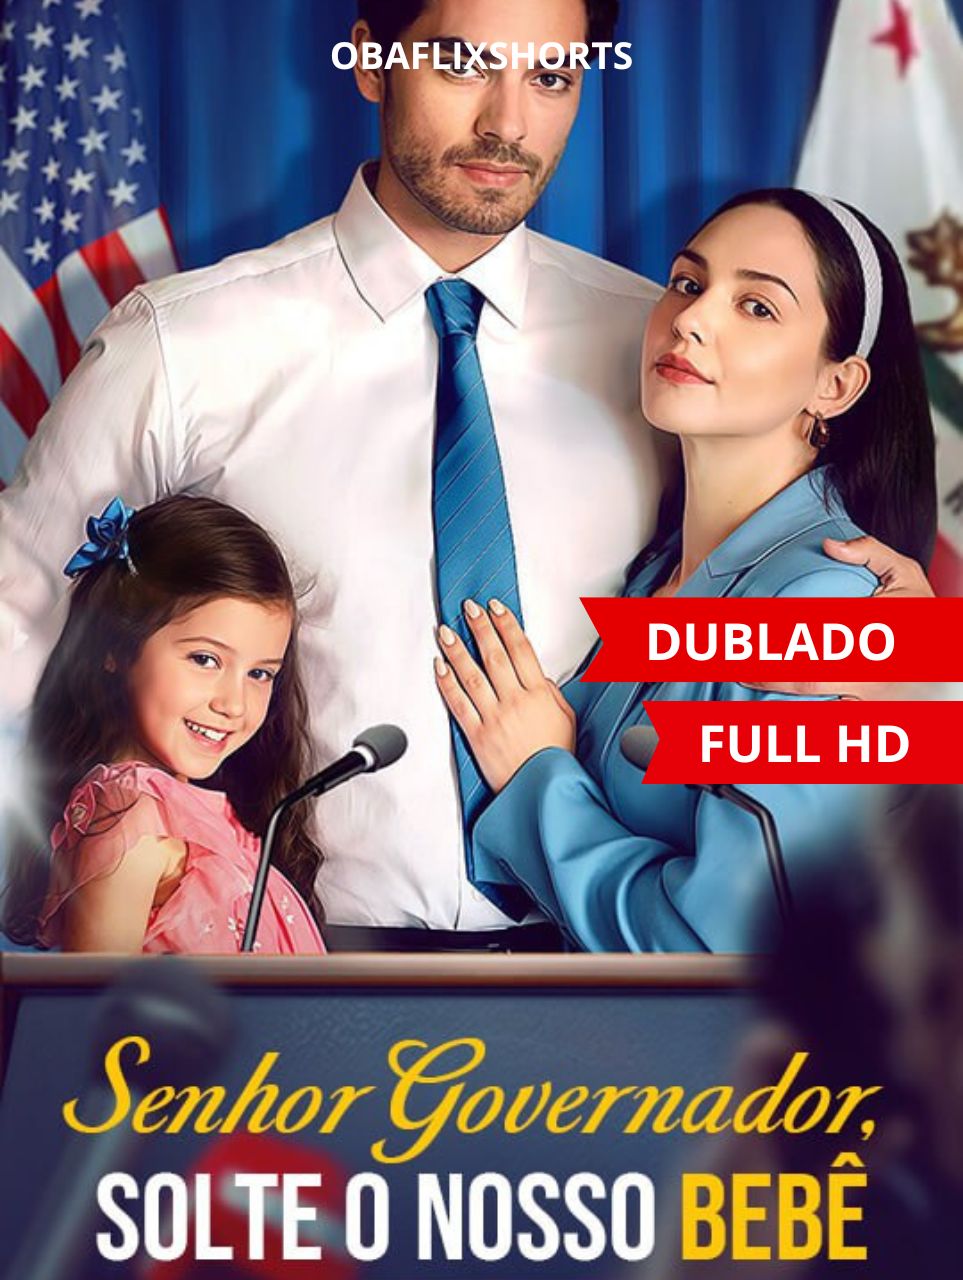 OBAFLIXSHORTS
DUBLADO
FULL HD
Senhor Governador,
SOLTE O NOSSO BEBÊ